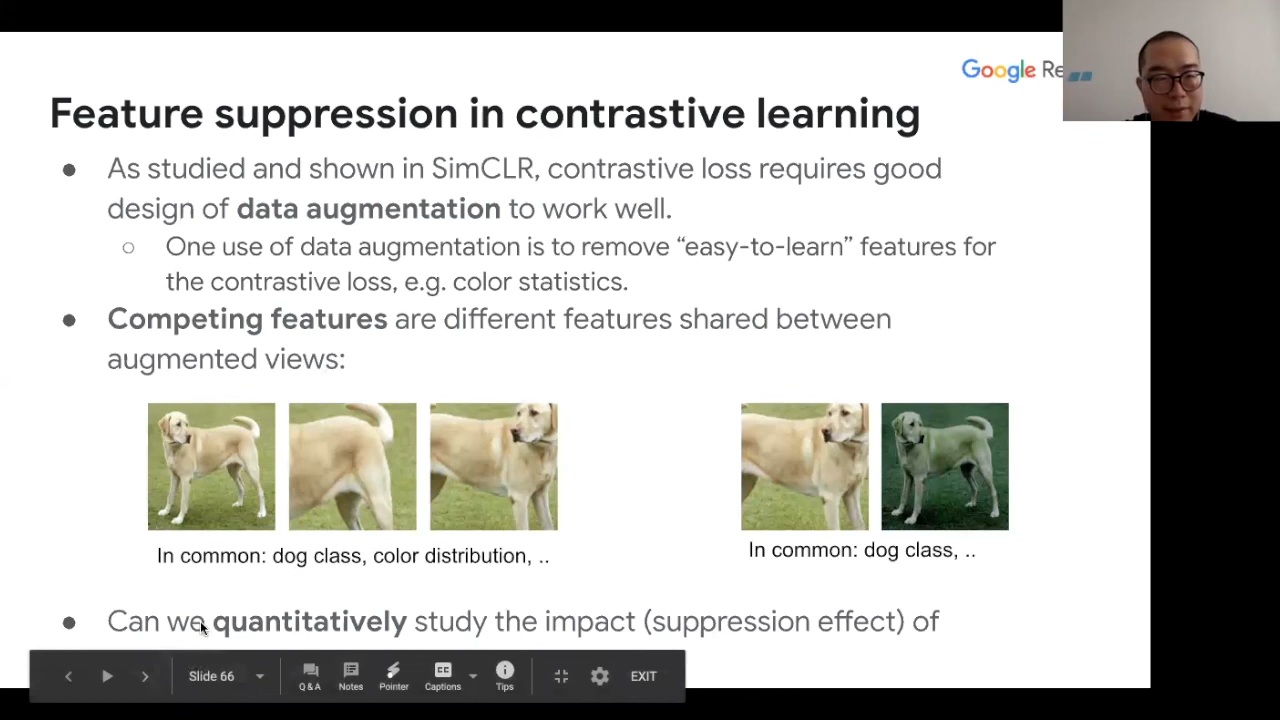 Google Re
Feature suppression in contrastive learning
● As studied and shown in SimCLR, contrastive loss requires good
design of data augmentation to work well.
○ One use of data augmentation is to remove “easy-to-learn” features for
the contrastive loss, e.g. color statistics.
● Competing features are different features shared between
augmented views:
In common: dog class, color distribution, ..
In common: dog class, ..
● Can we quantitatively study the impact (suppression effect) of
Slide 66
Q & A
Notes
Pointer
CC
Captions
Tips
EXIT